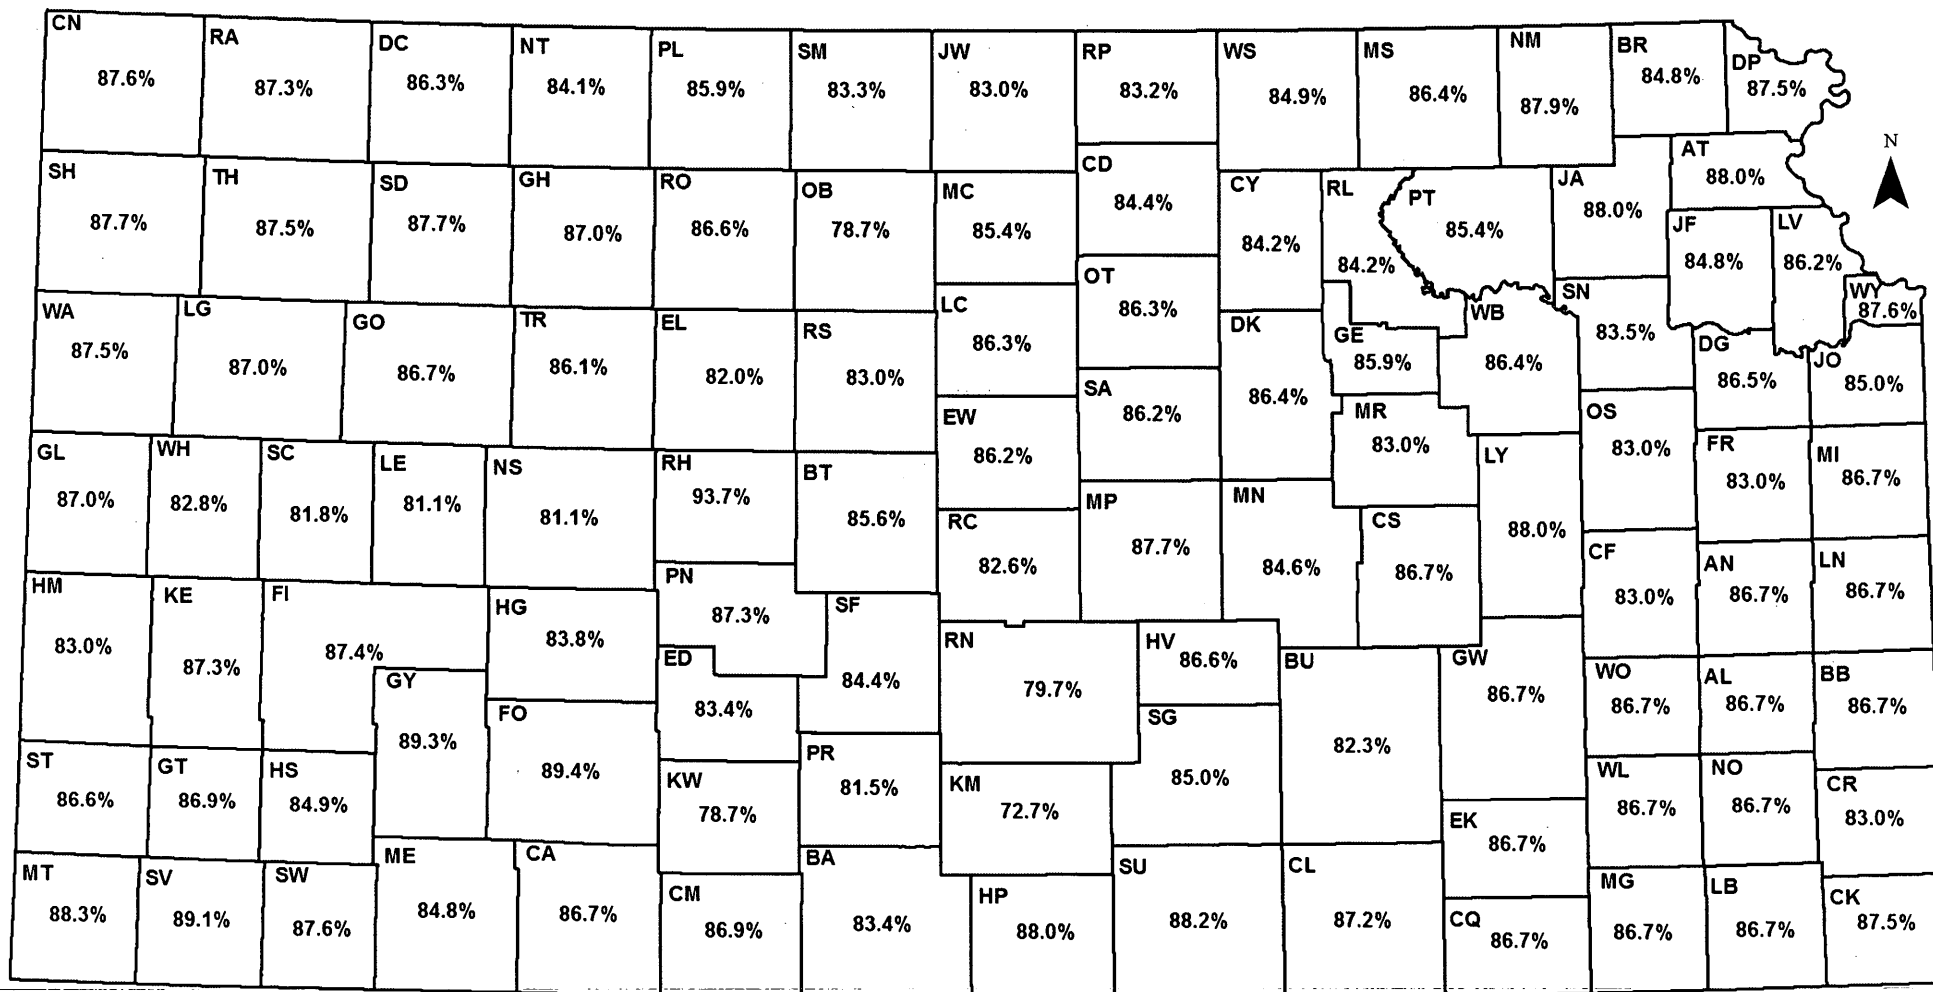 CN 87.6%
RA 87.3%
DC 86.3%
NT 84.1%
PL 85.9%
SM 83.3%
JW 83.0%
RP 83.2%
WS 84.9%
MS 86.4%
NM 87.9%
BR 84.8%
DP 87.5%
N
SH 87.7%
TH 87.5%
SD 87.7%
GH 87.0%
RO 86.6%
OB 78.7%
MC 85.4%
CD 84.4%
CY 84.2%
RL 84.2%
PT 85.4%
JA 88.0%
AT 88.0%
JF 84.8%
LV 86.2%
WY 87.6%
WA 87.5%
LG 87.0%
GO 86.7%
TR 86.1%
EL 82.0%
RS 83.0%
LC 86.3%
OT 86.3%
DK 86.4%
GE 85.9%
WB 86.4%
SN 83.5%
DG 86.5%
JO 85.0%
EW 86.2%
SA 86.2%
MR 83.0%
LY 88.0%
OS 83.0%
FR 83.0%
MI 86.7%
GL 87.0%
WH 82.8%
SC 81.8%
LE 81.1%
NS 81.1%
RH 93.7%
BT 85.6%
RC 82.6%
MP 87.7%
MN 84.6%
CS 86.7%
CF 83.0%
AN 86.7%
LN 86.7%
HM 83.0%
KE 87.3%
FI 87.4%
HG 83.8%
PN 87.3%
SF 84.4%
RN 79.7%
HV 86.6%
BU 82.3%
GW 86.7%
WO 86.7%
AL 86.7%
BB 86.7%
GY 89.3%
FO 89.4%
ED 83.4%
SG 85.0%
ST 86.6%
GT 86.9%
HS 84.9%
KW 78.7%
PR 81.5%
KM 72.7%
EK 86.7%
WL 86.7%
NO 86.7%
CR 83.0%
MT 88.3%
SV 89.1%
SW 87.6%
ME 84.8%
CA 86.7%
CM 86.9%
BA 83.4%
HP 88.0%
SU 88.2%
CL 87.2%
CQ 86.7%
MG 86.7%
LB 86.7%
CK 87.5%